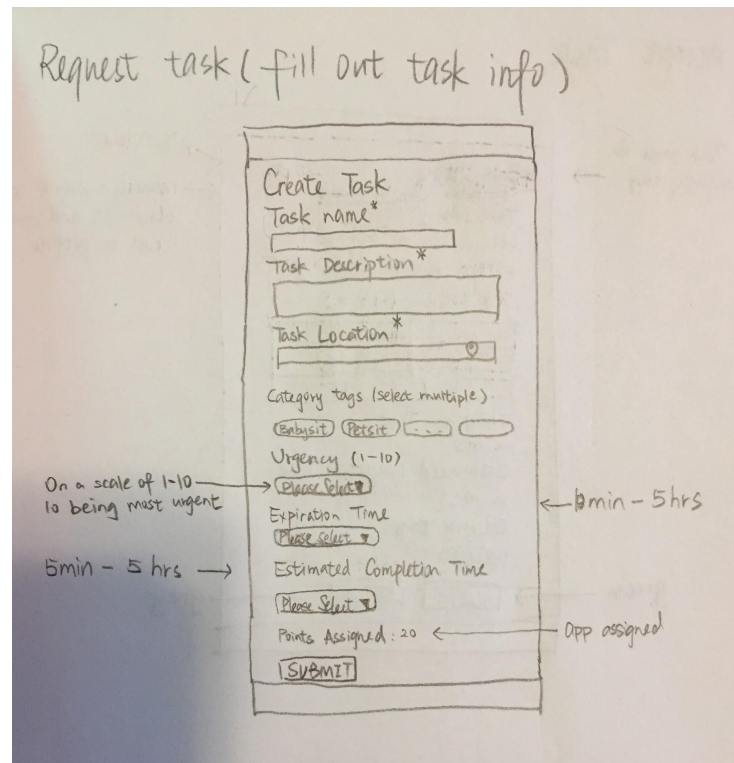 Request task (fill out task info)
Create Task
Task name*
Task Description*
Task Location*
Category tags (select multiple)
Babysit Petsit ...
Urgency (1-10)
On a scale of 1-10
10 being most urgent
Please Select
Expiration Time
min - 5hrs
Please Select
5min - 5 hrs
Estimated Completion Time
Please Select
Points Assigned: 20
app assigned
SUBMIT